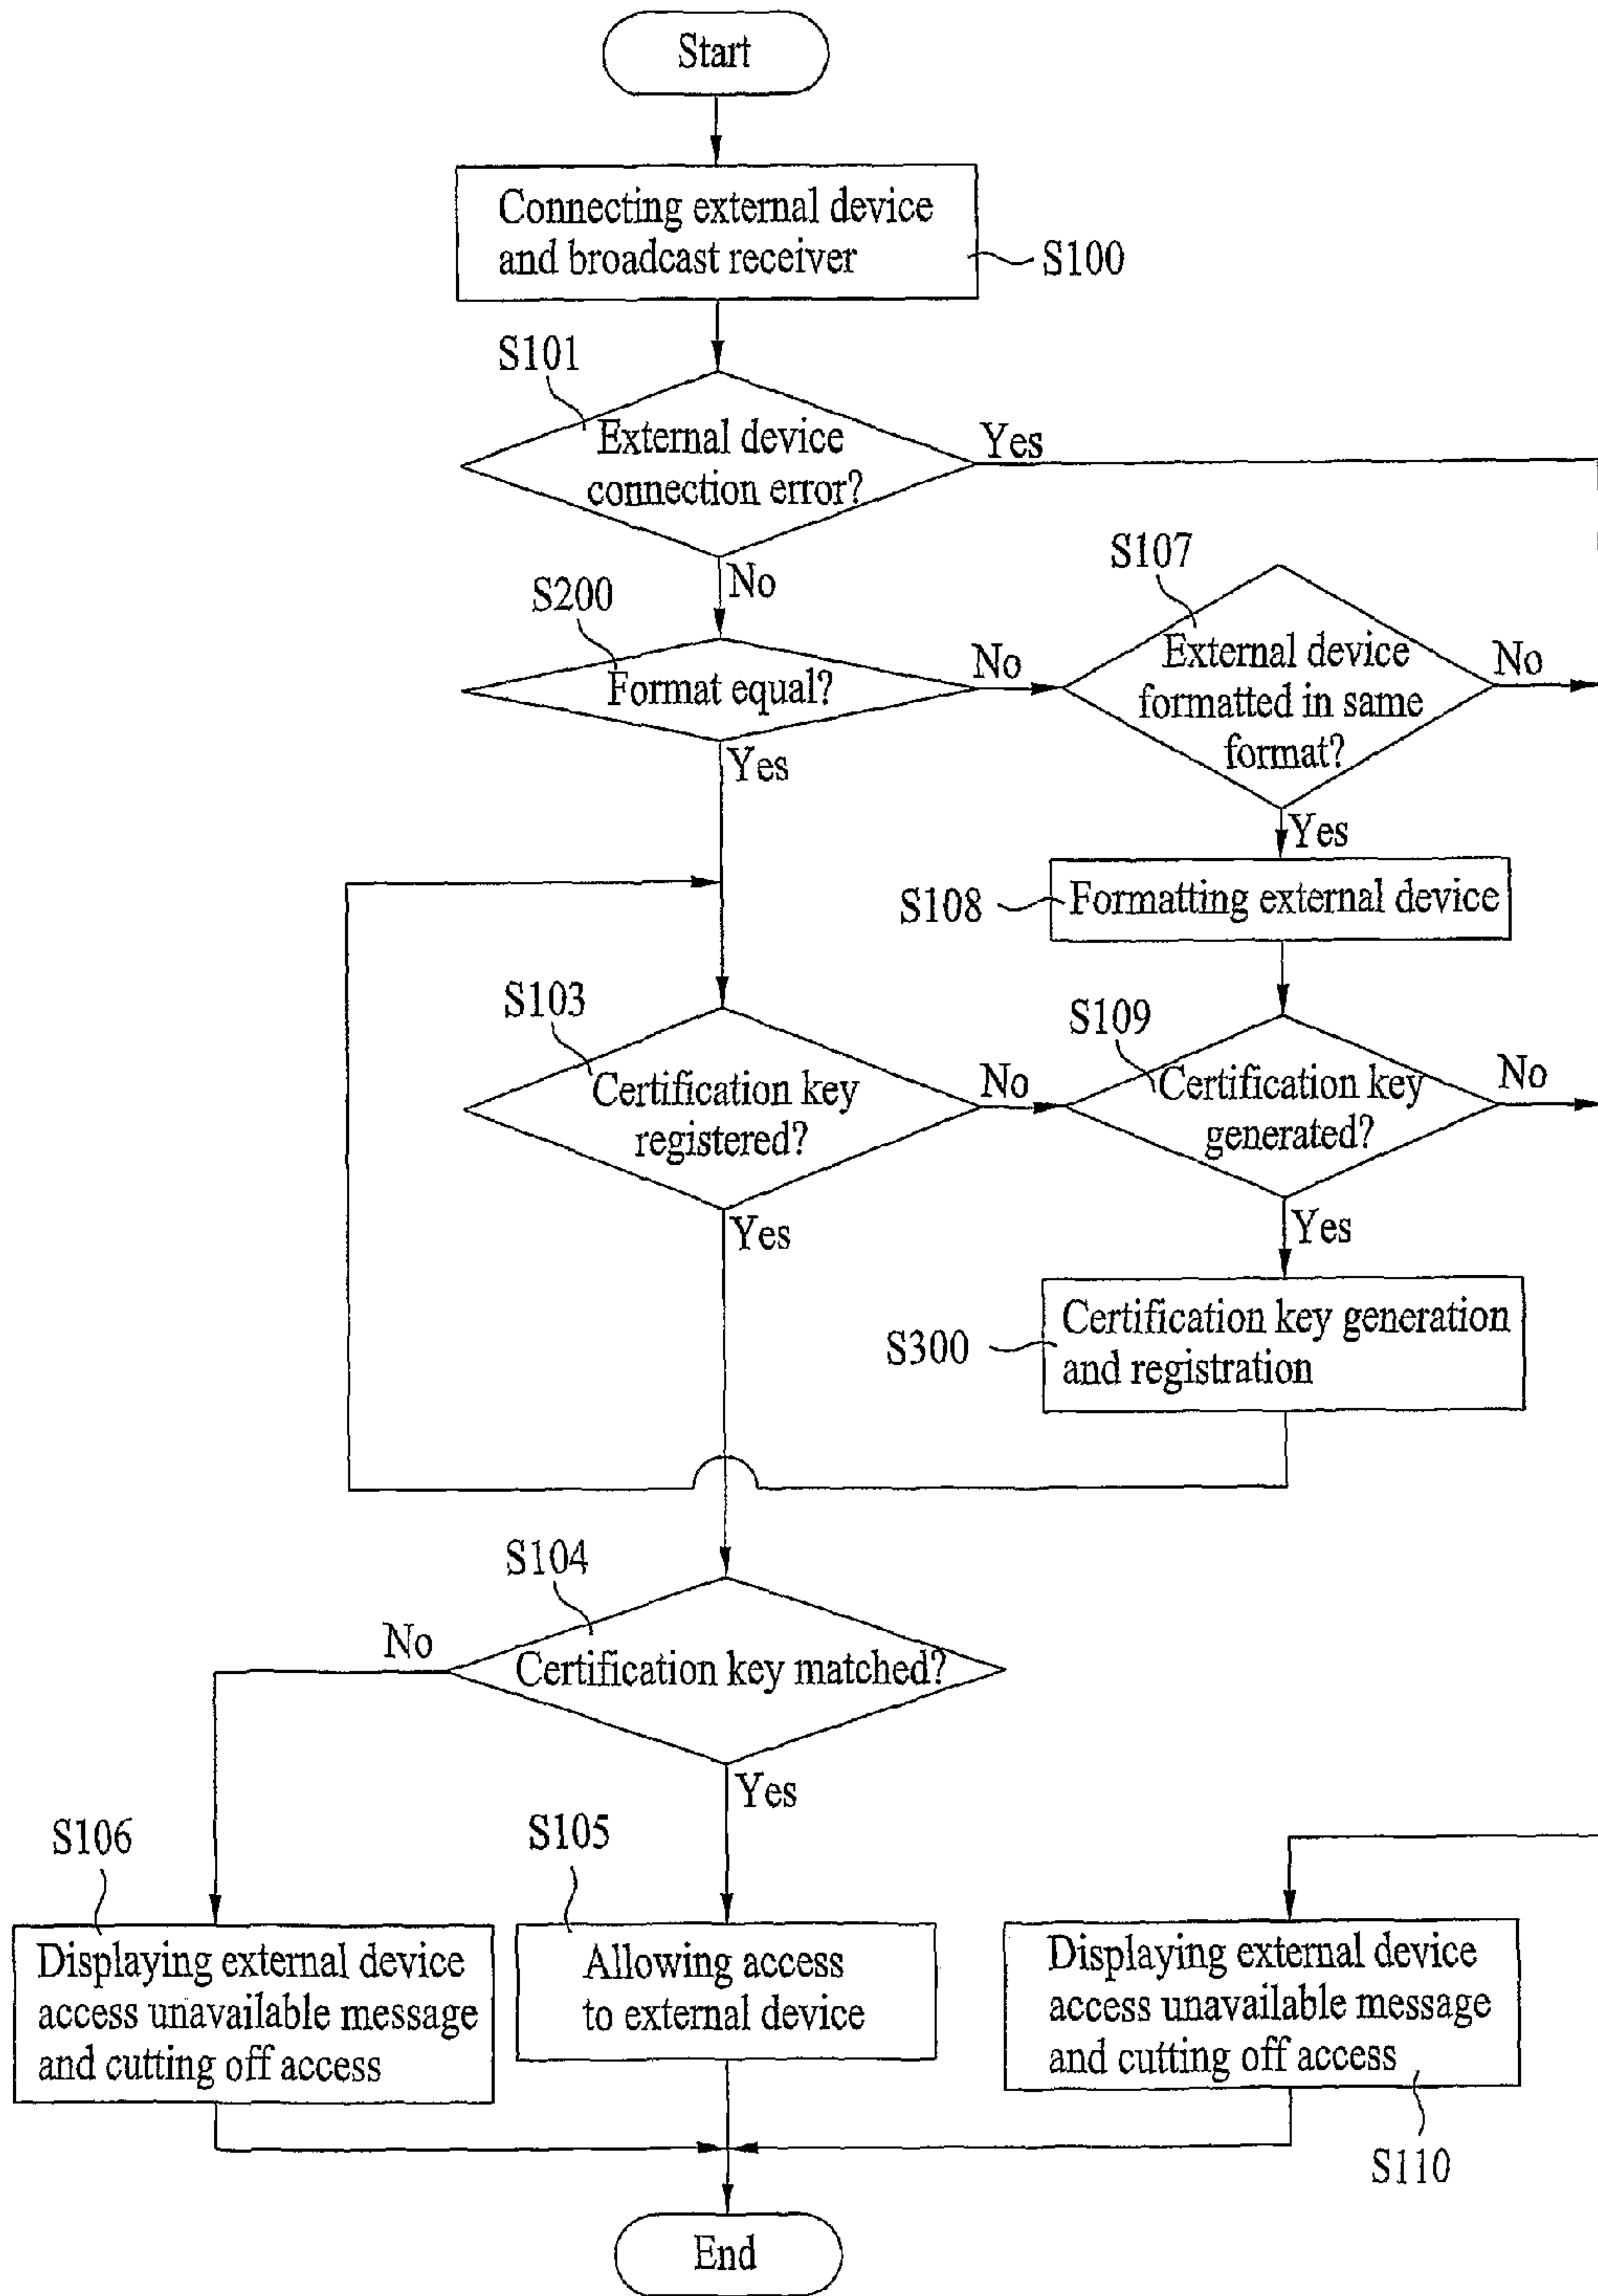 Start
Connecting external device
and broadcast receiver
S100
S101
External device
connection error?
Yes
No
S107
S200
Format equal?
No
External device
formatted in same
format?
No
Yes
Yes
S108
Formatting external device
S103
Certification key
registered?
No
S109
Certification key
generated?
No
Yes
Yes
S300
Certification key generation
and registration
S104
No
Certification key matched?
Yes
S106
Displaying external device
access unavailable message
and cutting off access
S105
Allowing access
to external device
Displaying external device
access unavailable message
and cutting off access
S110
End